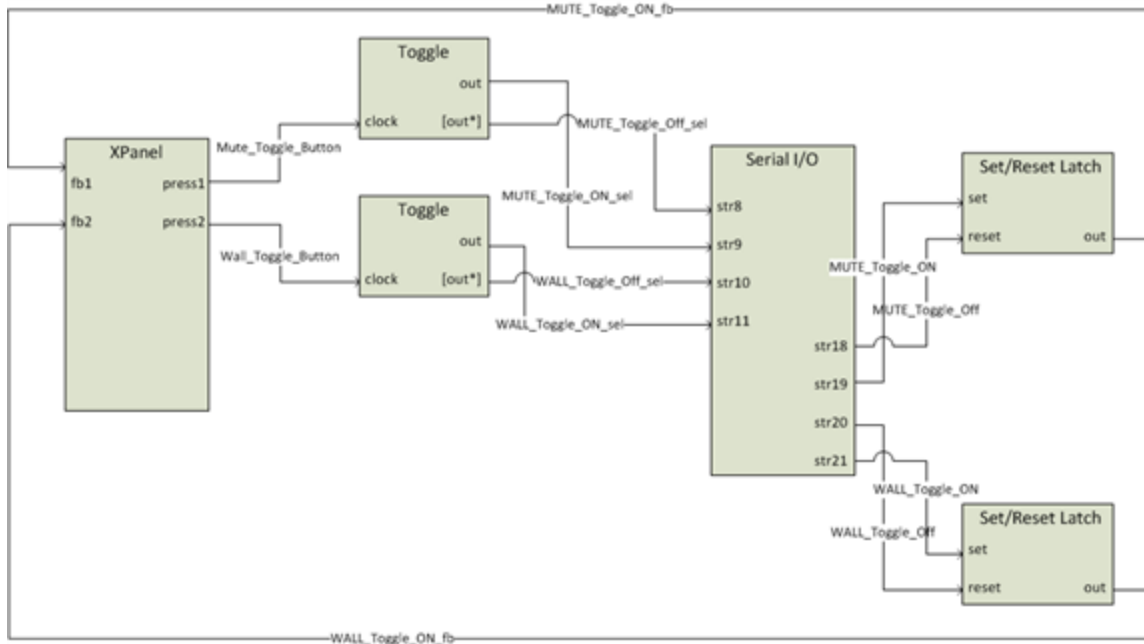 MUTE_Toggle_ON_fb
Toggle
out
clock
[out*]
MUTE_Toggle_Off_sel
XPanel
fb1
press1
fb2
press2
Mute_Toggle_Button
Wall_Toggle_Button
MUTE_Toggle_ON_sel
Toggle
out
clock
[out*]
WALL_Toggle_Off_sel
WALL_Toggle_ON_sel
Serial I/O
str8
str9
str10
str11
str18
str19
str20
str21
Set/Reset Latch
set
reset
out
MUTE_Toggle_ON
MUTE_Toggle_Off
WALL_Toggle_ON
WALL_Toggle_Off
Set/Reset Latch
set
reset
out
WALL_Toggle_ON_fb